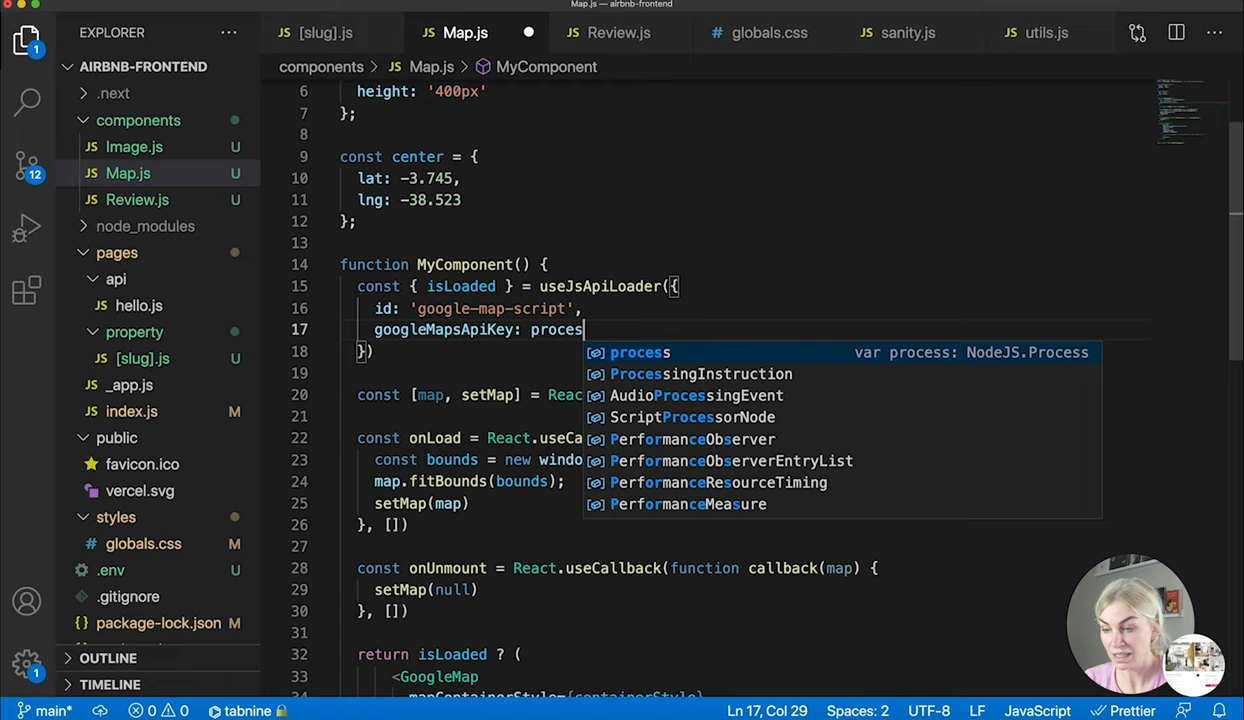 Map.js — airbnb-frontend
EXPLORER
JS [slug].js
JS Map.js
JS Review.js
# globals.css
JS sanity.js
JS utils.js
AIRBNB-FRONTEND
components > JS Map.js > MyComponent
.next
components
JS Image.js U
JS Map.js U
JS Review.js U
node_modules
pages
api
JS hello.js
property
JS [slug].js U
JS _app.js
JS index.js M
public
favicon.ico
vercel.svg
styles
# globals.css M
.env U
.gitignore
{} package-lock.json M
OUTLINE
TIMELINE
1
12
1
6 height: '400px'
7 };
8
9 const center = {
10 lat: -3.745,
11 lng: -38.523
12 };
13
14 function MyComponent() {
15 const { isLoaded } = useJsApiLoader({
16 id: 'google-map-script',
17 googleMapsApiKey: proces
18 })
19
20 const [map, setMap] = Reac
21
22 const onLoad = React.useCa
23 const bounds = new windo
24 map.fitBounds(bounds);
25 setMap(map)
26 }, [])
27
28 const onUnmount = React.useCallback(function callback(map) {
29 setMap(null)
30 }, [])
31
32 return isLoaded ? (
33 <GoogleMap
34 mapContainerStyle={containerStyle}
process var process: NodeJS.Process
ProcessingInstruction
AudioProcessingEvent
ScriptProcessorNode
PerformanceObserver
PerformanceObserverEntryList
PerformanceResourceTiming
PerformanceMeasure
main* 0 0 tabnine Ln 17, Col 29 Spaces: 2 UTF-8 LF JavaScript Prettier